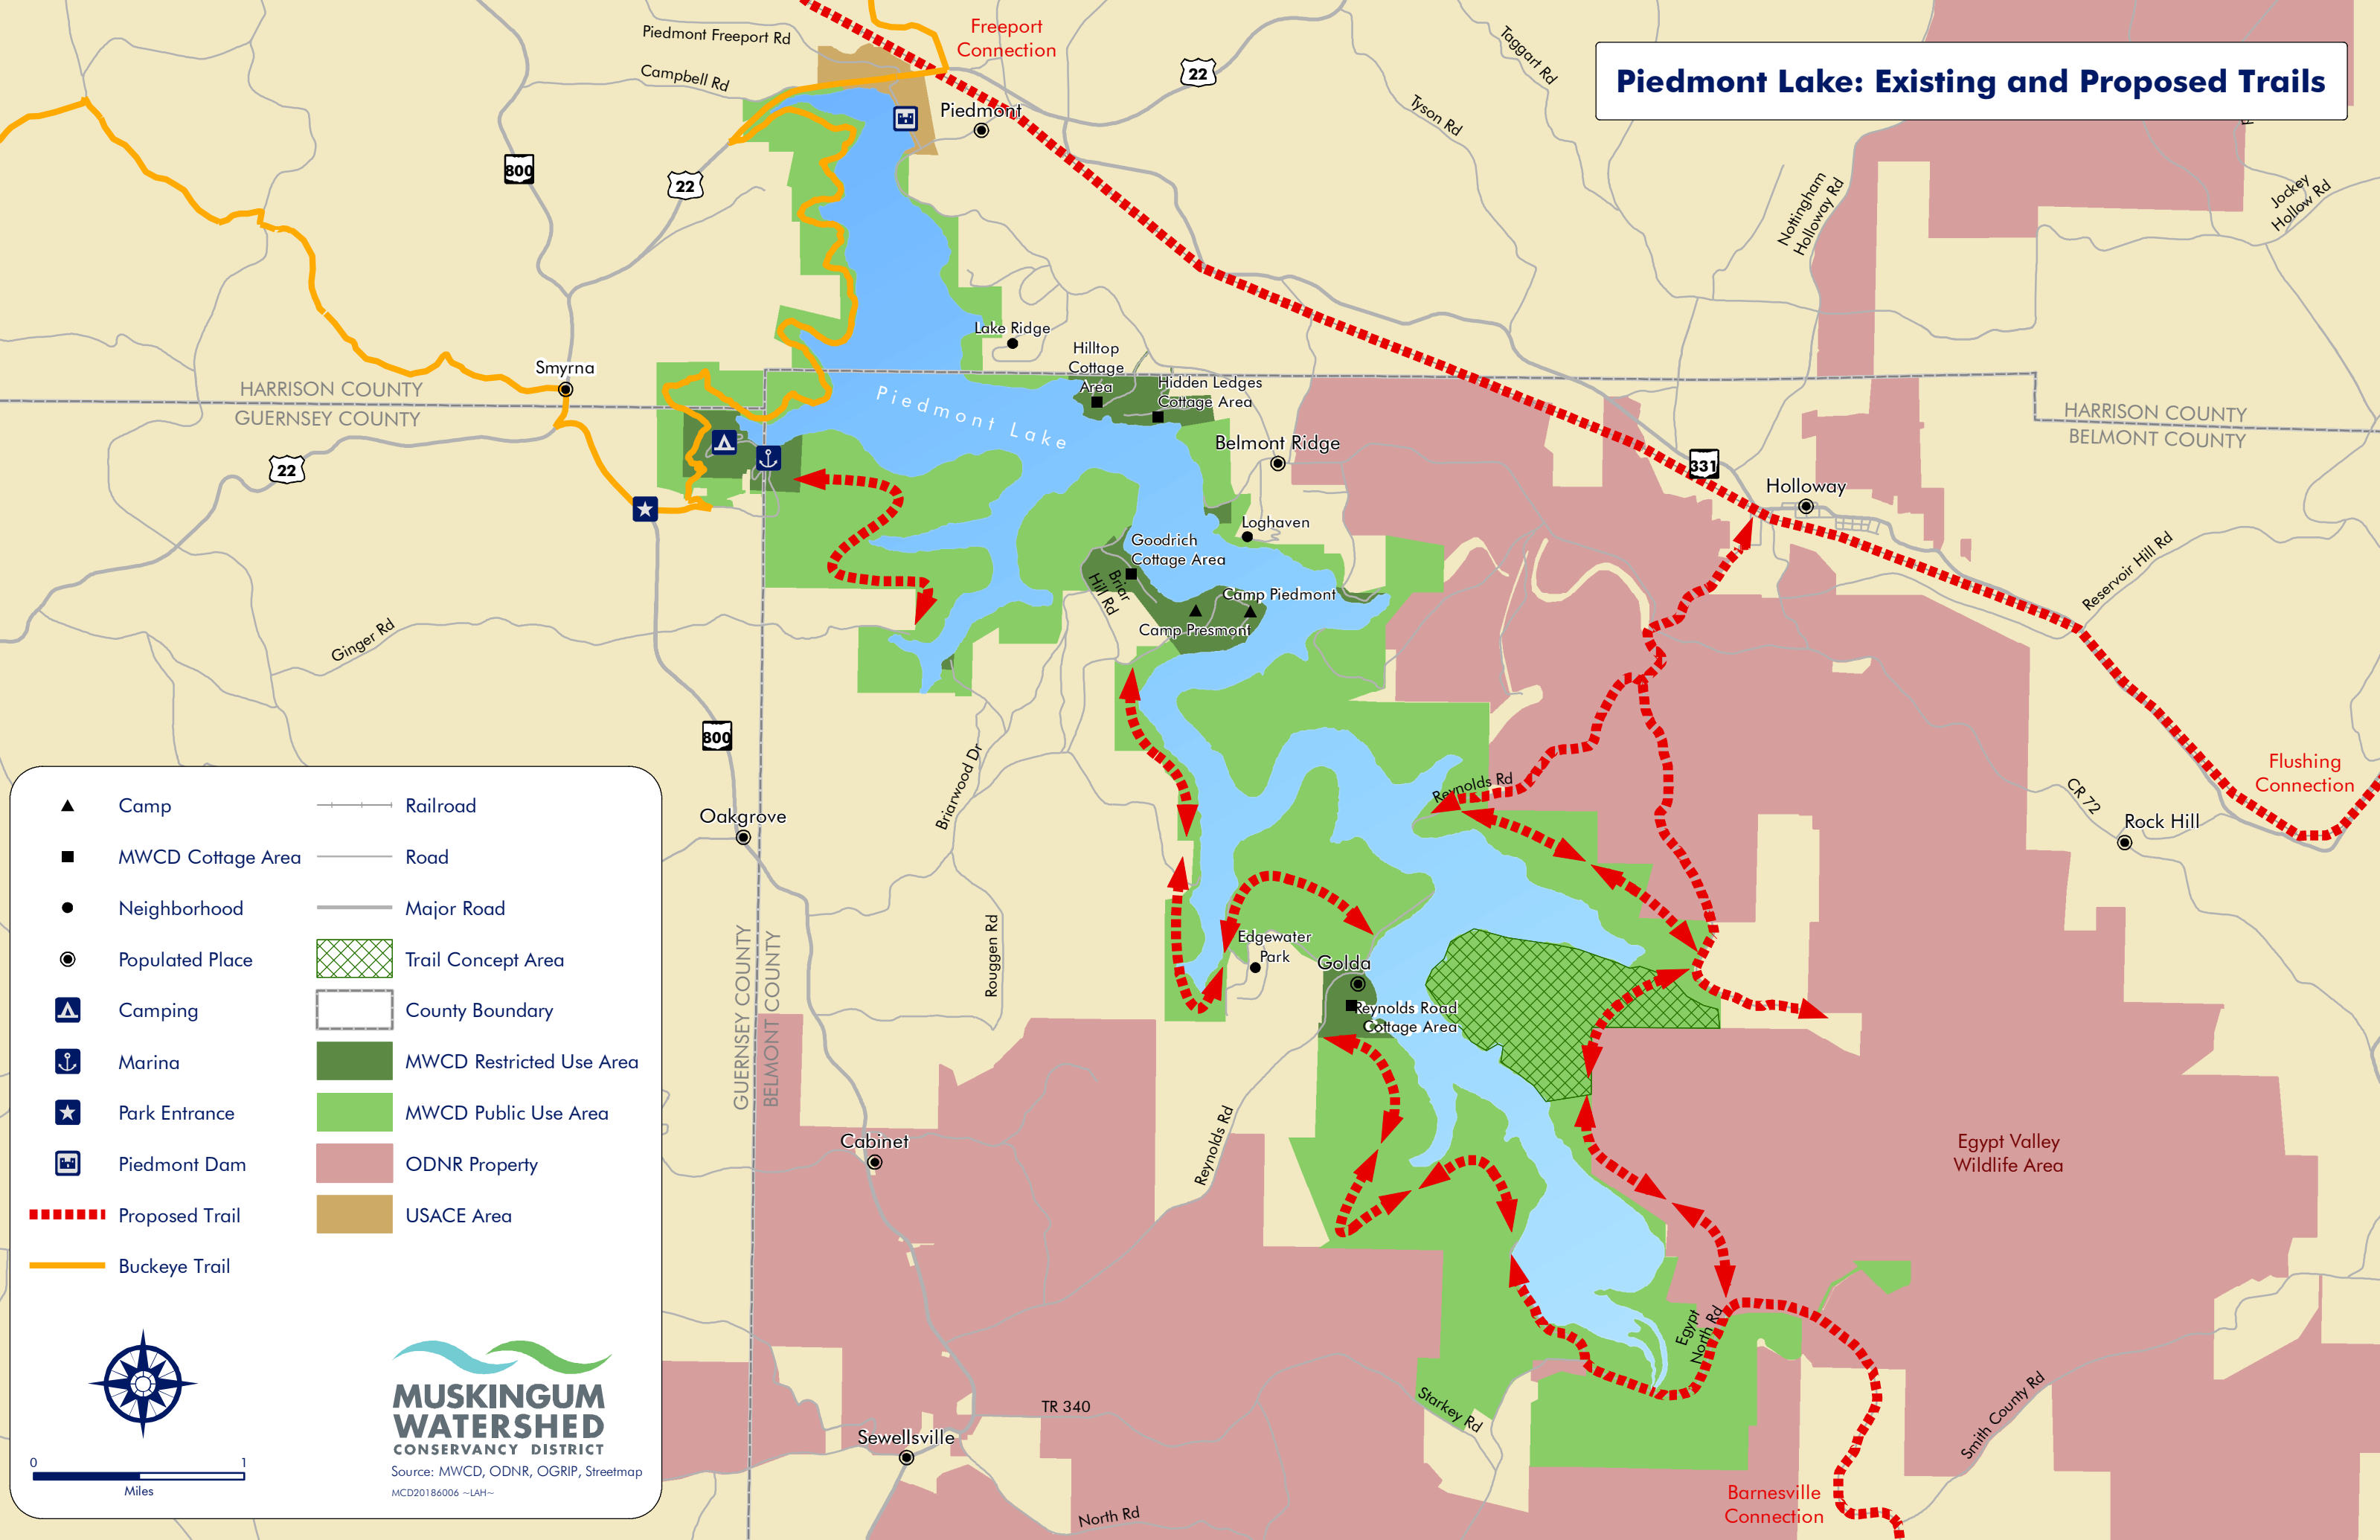 Piedmont Lake: Existing and Proposed Trails
Piedmont Freeport Rd
Campbell Rd
Freeport
Connection
22
Taggart Rd
Tyson Rd
Piedmont
800
22
Nottingham
Holloway Rd
Jockey
Hollow Rd
Lake Ridge
Hilltop
Cottage
Area
Hidden Ledges
Cottage Area
Smyrna
HARRISON COUNTY
GUERNSEY COUNTY
22
Piedmont Lake
Belmont Ridge
HARRISON COUNTY
BELMONT COUNTY
331
Holloway
Loghaven
Goodrich
Cottage Area
Briar
Hill Rd
Camp Piedmont
Camp Presmont
Reservoir Hill Rd
Ginger Rd
800
Briarwood Dr
Reynolds Rd
Flushing
Connection
CR 72
Rock Hill
Oakgrove
Rouggen Rd
Edgewater
Park
Golda
Reynolds Road
Cottage Area
GUERNSEY COUNTY
BELMONT COUNTY
Cabinet
Reynolds Rd
Egypt Valley
Wildlife Area
Egypt
North Rd
Starkey Rd
TR 340
Sewellsville
North Rd
Smith County Rd
Barnesville
Connection
Camp
MWCD Cottage Area
Neighborhood
Populated Place
Camping
Marina
Park Entrance
Piedmont Dam
Proposed Trail
Buckeye Trail
Railroad
Road
Major Road
Trail Concept Area
County Boundary
MWCD Restricted Use Area
MWCD Public Use Area
ODNR Property
USACE Area
0 1
Miles
MUSKINGUM
WATERSHED
CONSERVANCY DISTRICT
Source: MWCD, ODNR, OGRIP, Streetmap
MCD20186006 ~LAH~